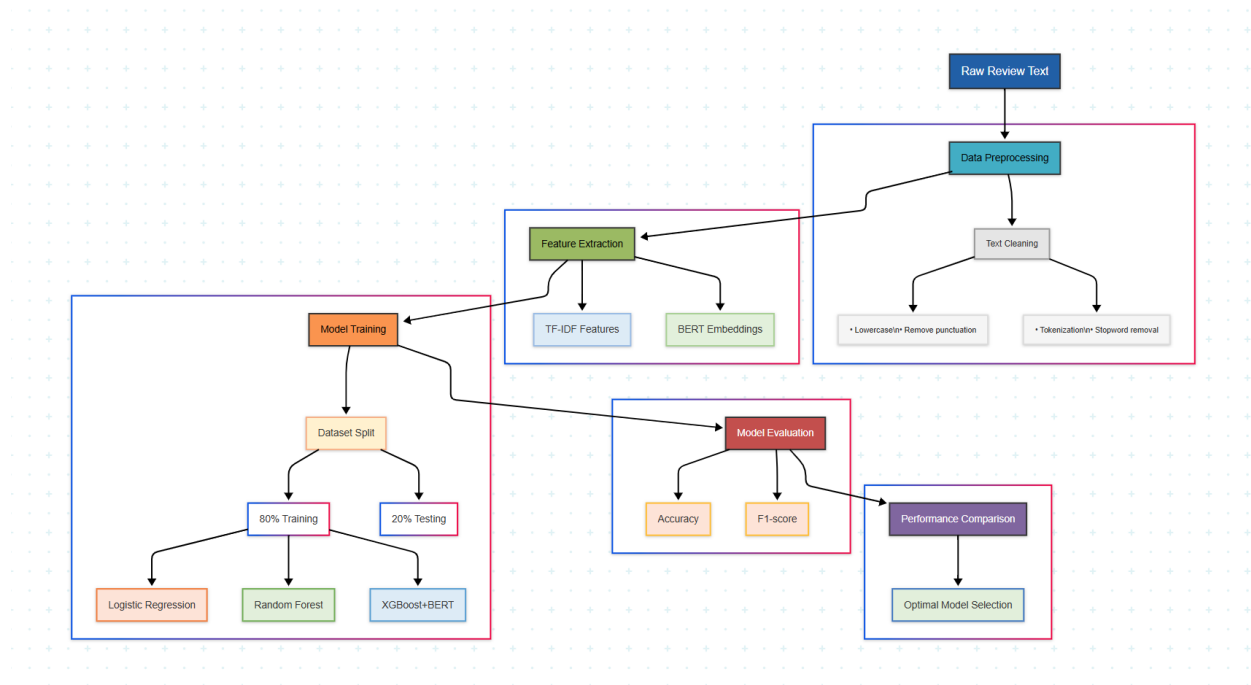 Raw Review Text
Data Preprocessing
Text Cleaning
• Lowercase\n• Remove punctuation
• Tokenization\n• Stopword removal
Feature Extraction
TF-IDF Features
BERT Embeddings
Model Training
Dataset Split
80% Training
20% Testing
Logistic Regression
Random Forest
XGBoost+BERT
Model Evaluation
Accuracy
F1-score
Performance Comparison
Optimal Model Selection